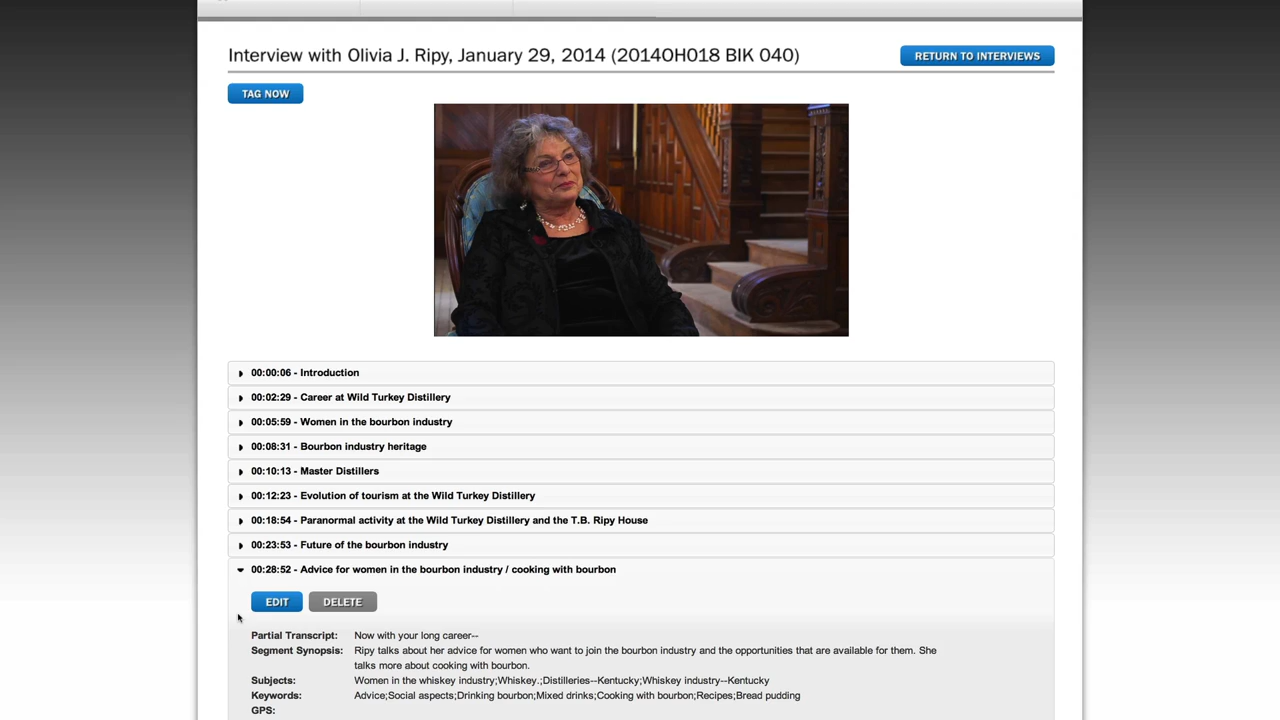 Interview with Olivia J. Ripy, January 29, 2014 (2014OH018 BIK 040)
RETURN TO INTERVIEWS
TAG NOW
00:00:06 - Introduction
00:02:29 - Career at Wild Turkey Distillery
00:05:59 - Women in the bourbon industry
00:08:31 - Bourbon industry heritage
00:10:13 - Master Distillers
00:12:23 - Evolution of tourism at the Wild Turkey Distillery
00:18:54 - Paranormal activity at the Wild Turkey Distillery and the T.B. Ripy House
00:23:53 - Future of the bourbon industry
00:28:52 - Advice for women in the bourbon industry / cooking with bourbon
EDIT DELETE
Partial Transcript: Now with your long career--
Segment Synopsis: Ripy talks about her advice for women who want to join the bourbon industry and the opportunities that are available for them. She
talks more about cooking with bourbon.
Subjects: Women in the whiskey industry;Whiskey.;Distilleries--Kentucky;Whiskey industry--Kentucky
Keywords: Advice;Social aspects;Drinking bourbon;Mixed drinks;Cooking with bourbon;Recipes;Bread pudding
GPS: